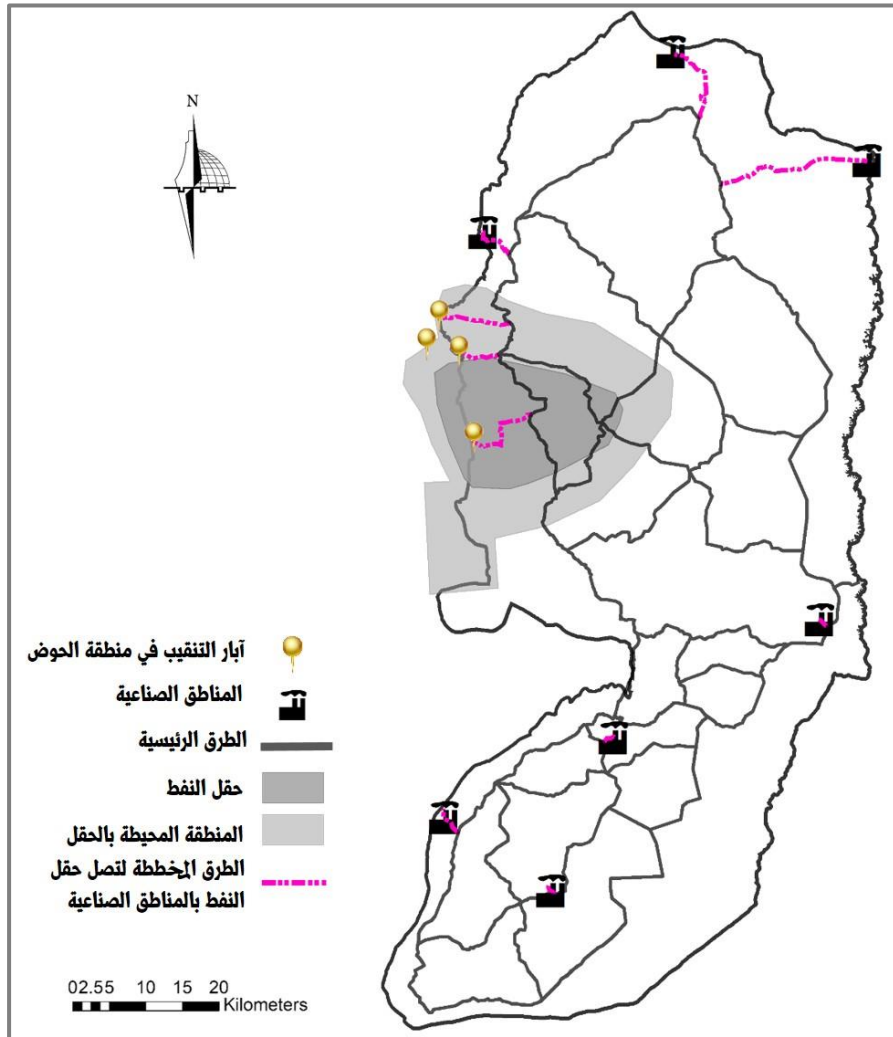 N
آبار التنقيب في منطقة الحوض
المناطق الصناعية
الطرق الرئيسية
حقل النفط
المنطقة المحيطة بالحقل
الطرق المخططة لتصل حقل
النفط بالمناطق الصناعية
02.55 10 15 20
Kilometers